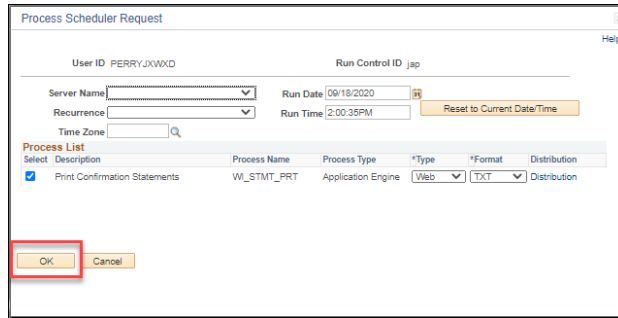 Process Scheduler Request
Help
User ID PERRYJXWXD Run Control ID jap
Server Name Run Date 09/18/2020
Recurrence Run Time 2:00:35PM Reset to Current Date/Time
Time Zone
Process List
Select Description Process Name Process Type *Type *Format Distribution
Print Confirmation Statements WI_STMT_PRT Application Engine Web TXT Distribution
OK Cancel